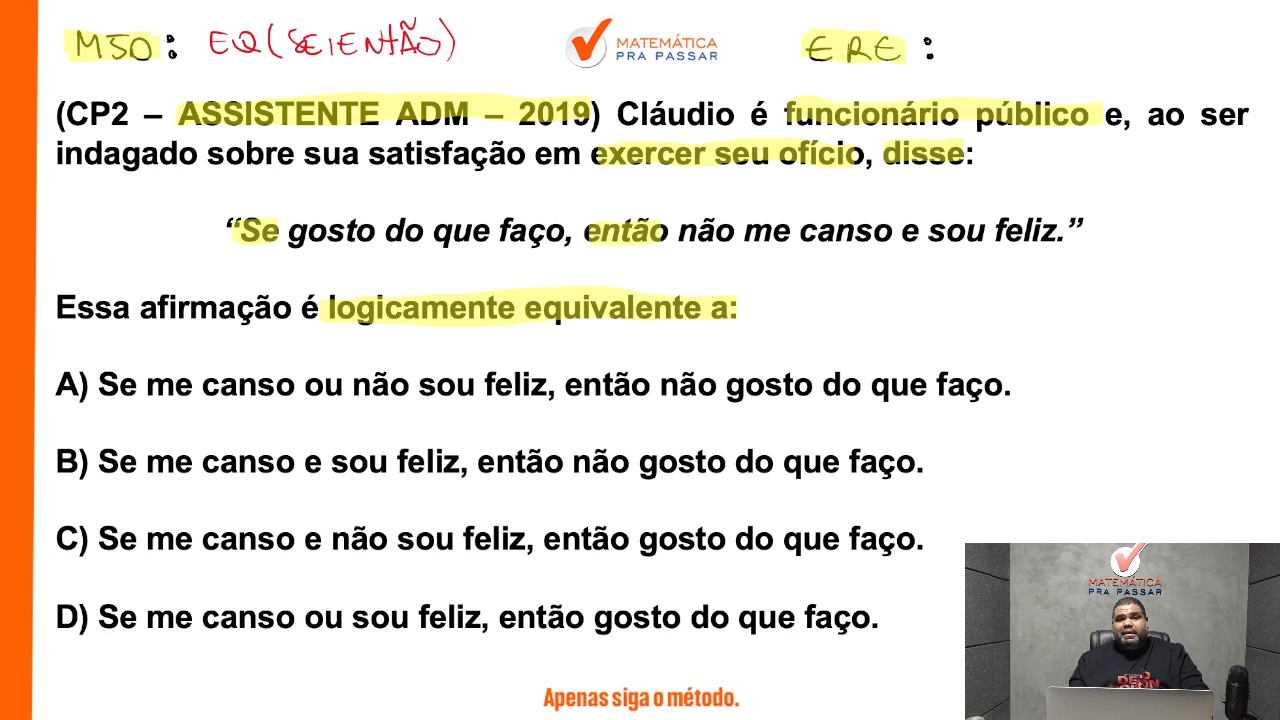 MSO: EQ(SE|ENTÃO)
MATEMÁTICA
PRA PASSAR
ERE :
(CP2 – ASSISTENTE ADM – 2019) Cláudio é funcionário público e, ao ser
indagado sobre sua satisfação em exercer seu ofício, disse:
“Se gosto do que faço, então não me canso e sou feliz.”
Essa afirmação é logicamente equivalente a:
A) Se me canso ou não sou feliz, então não gosto do que faço.
B) Se me canso e sou feliz, então não gosto do que faço.
C) Se me canso e não sou feliz, então gosto do que faço.
D) Se me canso ou sou feliz, então gosto do que faço.
MATEMÁTICA
PRA PASSAR
Apenas siga o método.